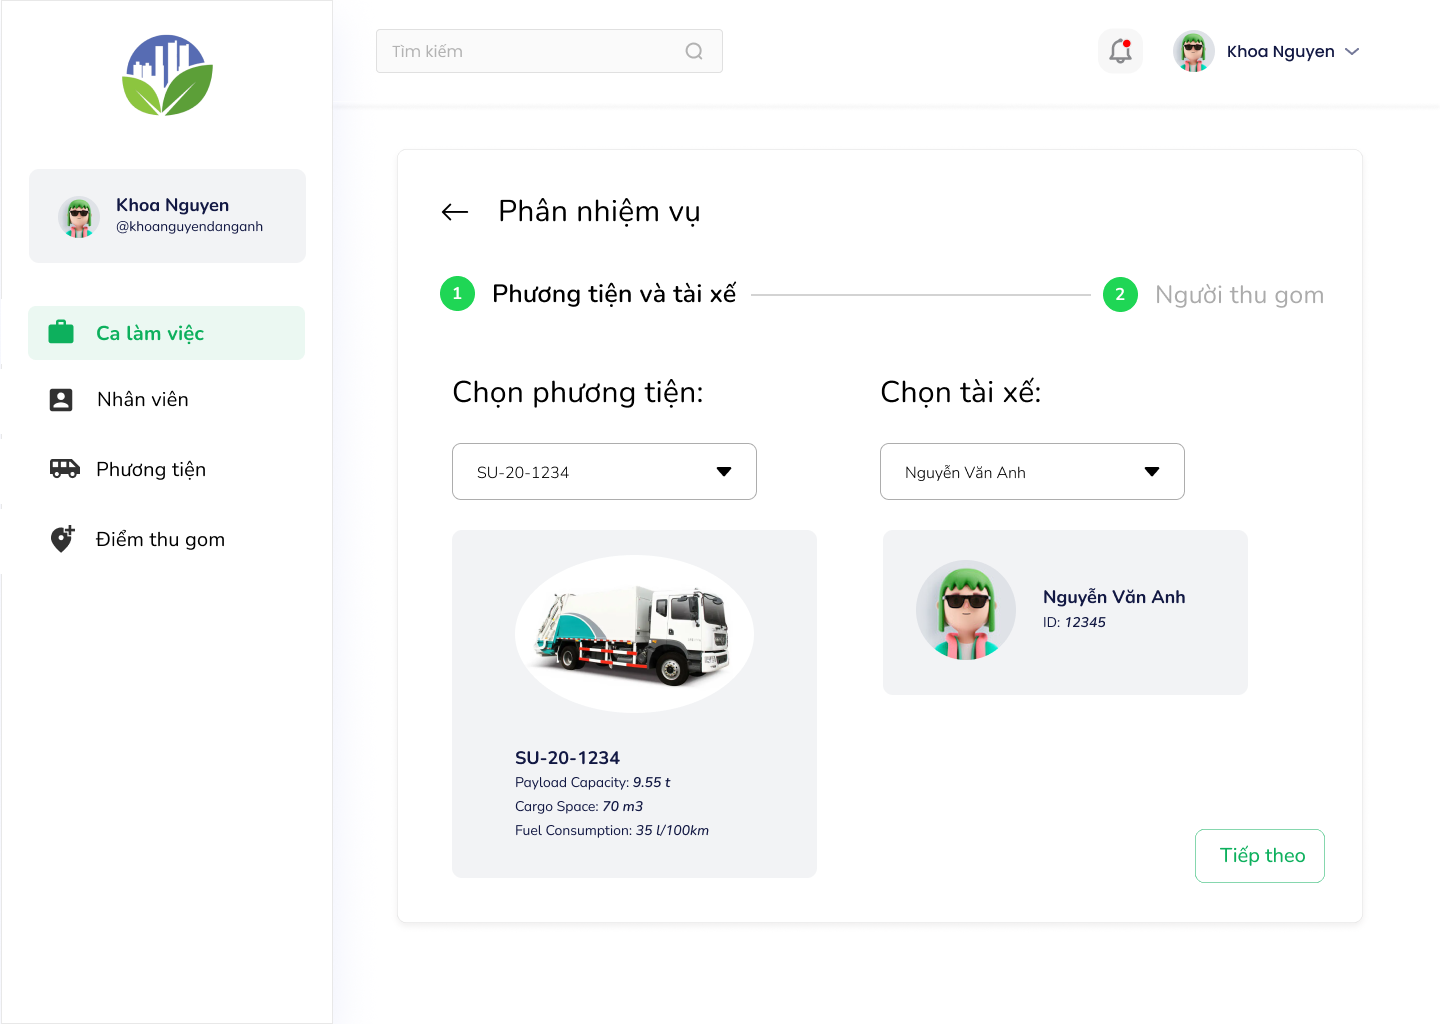 Tìm kiếm
Khoa Nguyen
Khoa Nguyen
@khoanguyendanganh
Ca làm việc
Nhân viên
Phương tiện
Điểm thu gom
Phân nhiệm vụ
1 Phương tiện và tài xế
2 Người thu gom
Chọn phương tiện:
SU-20-1234
SU-20-1234
Payload Capacity: 9.55 t
Cargo Space: 70 m3
Fuel Consumption: 35 l/100km
Chọn tài xế:
Nguyễn Văn Anh
Nguyễn Văn Anh
ID: 12345
Tiếp theo